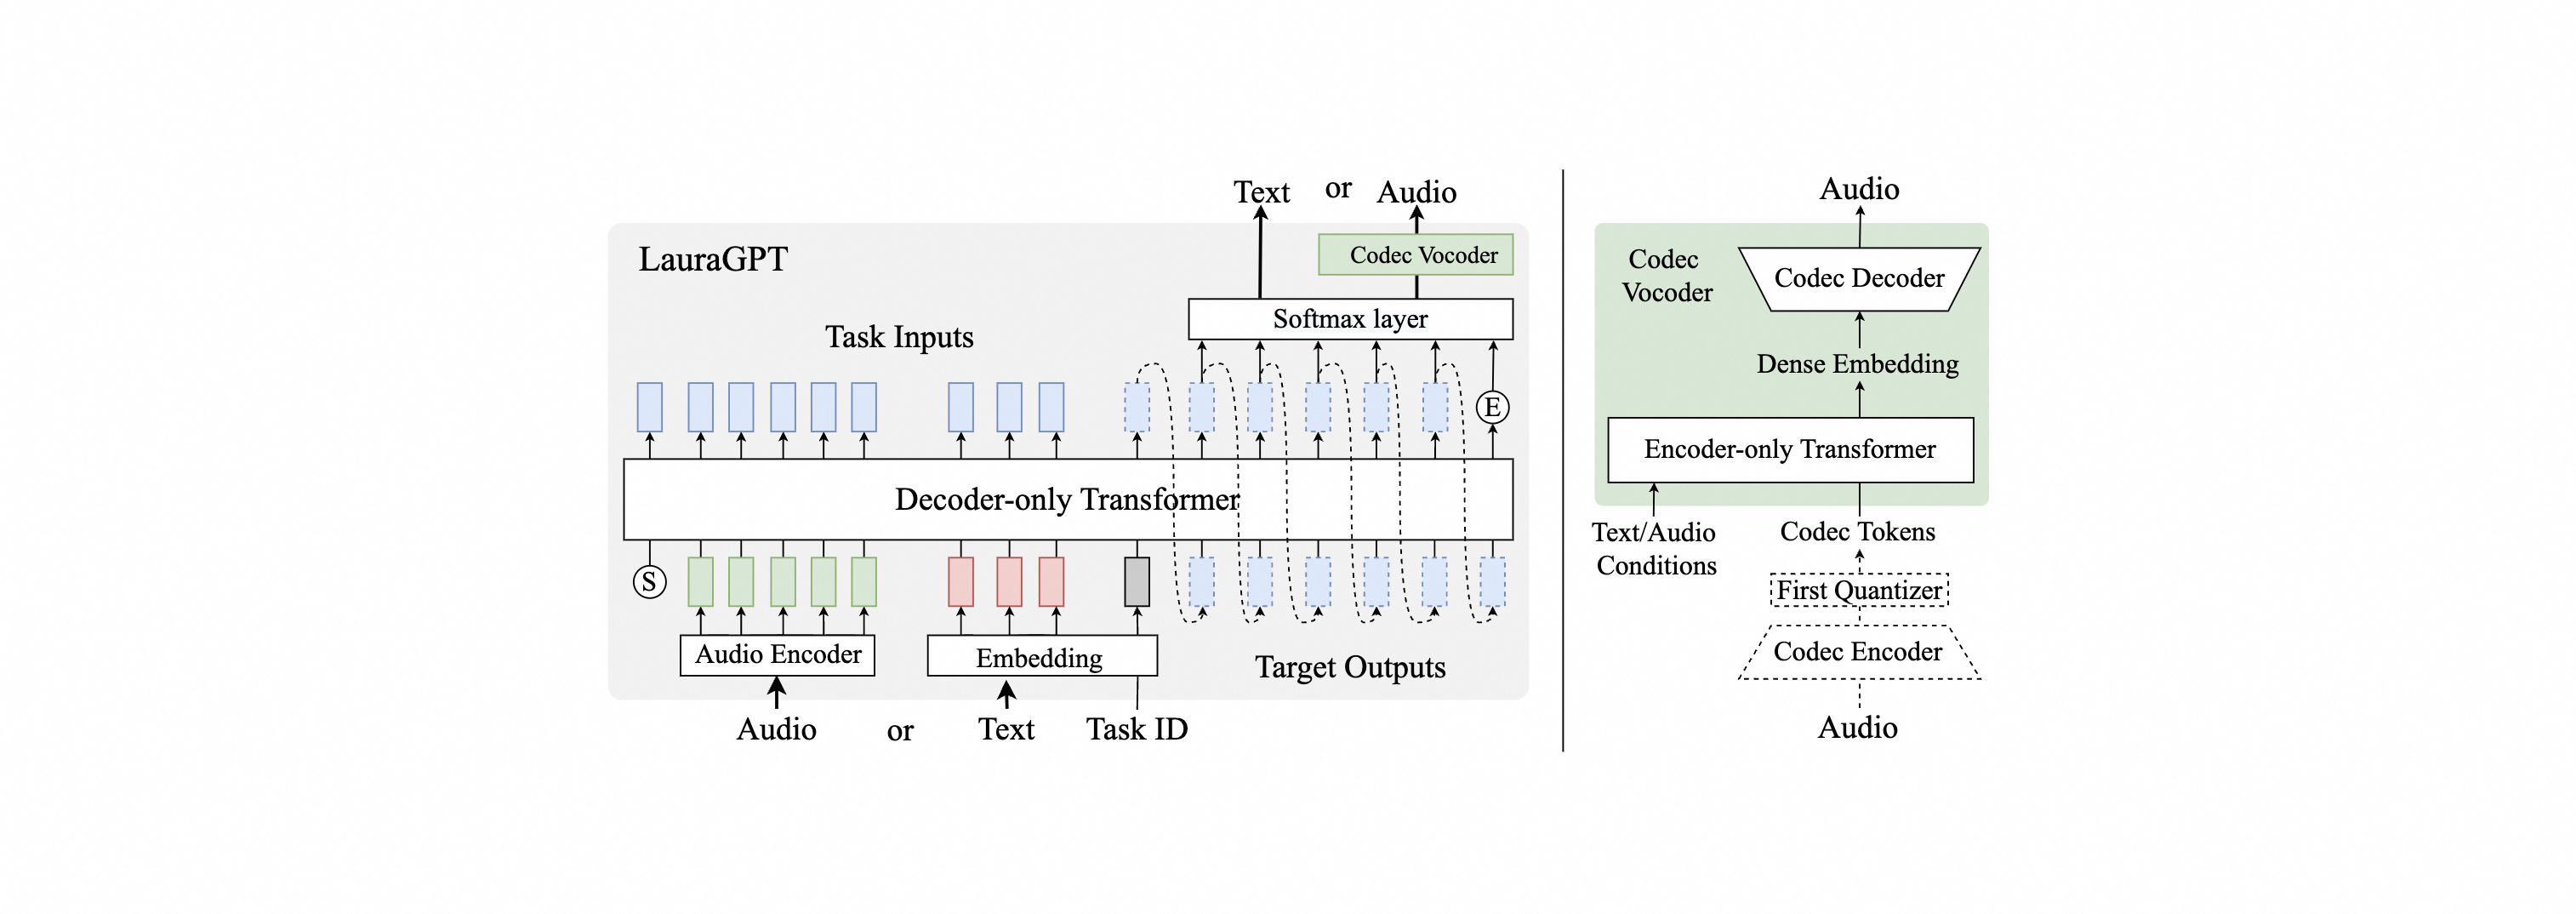 Text or Audio
LauraGPT
Codec Vocoder
Softmax layer
Task Inputs
E
Decoder-only Transformer
S
Audio Encoder
Embedding
Target Outputs
Audio or Text Task ID
Audio
Codec
Vocoder
Codec Decoder
Dense Embedding
Encoder-only Transformer
Text/Audio
Conditions
Codec Tokens
First Quantizer
Codec Encoder
Audio